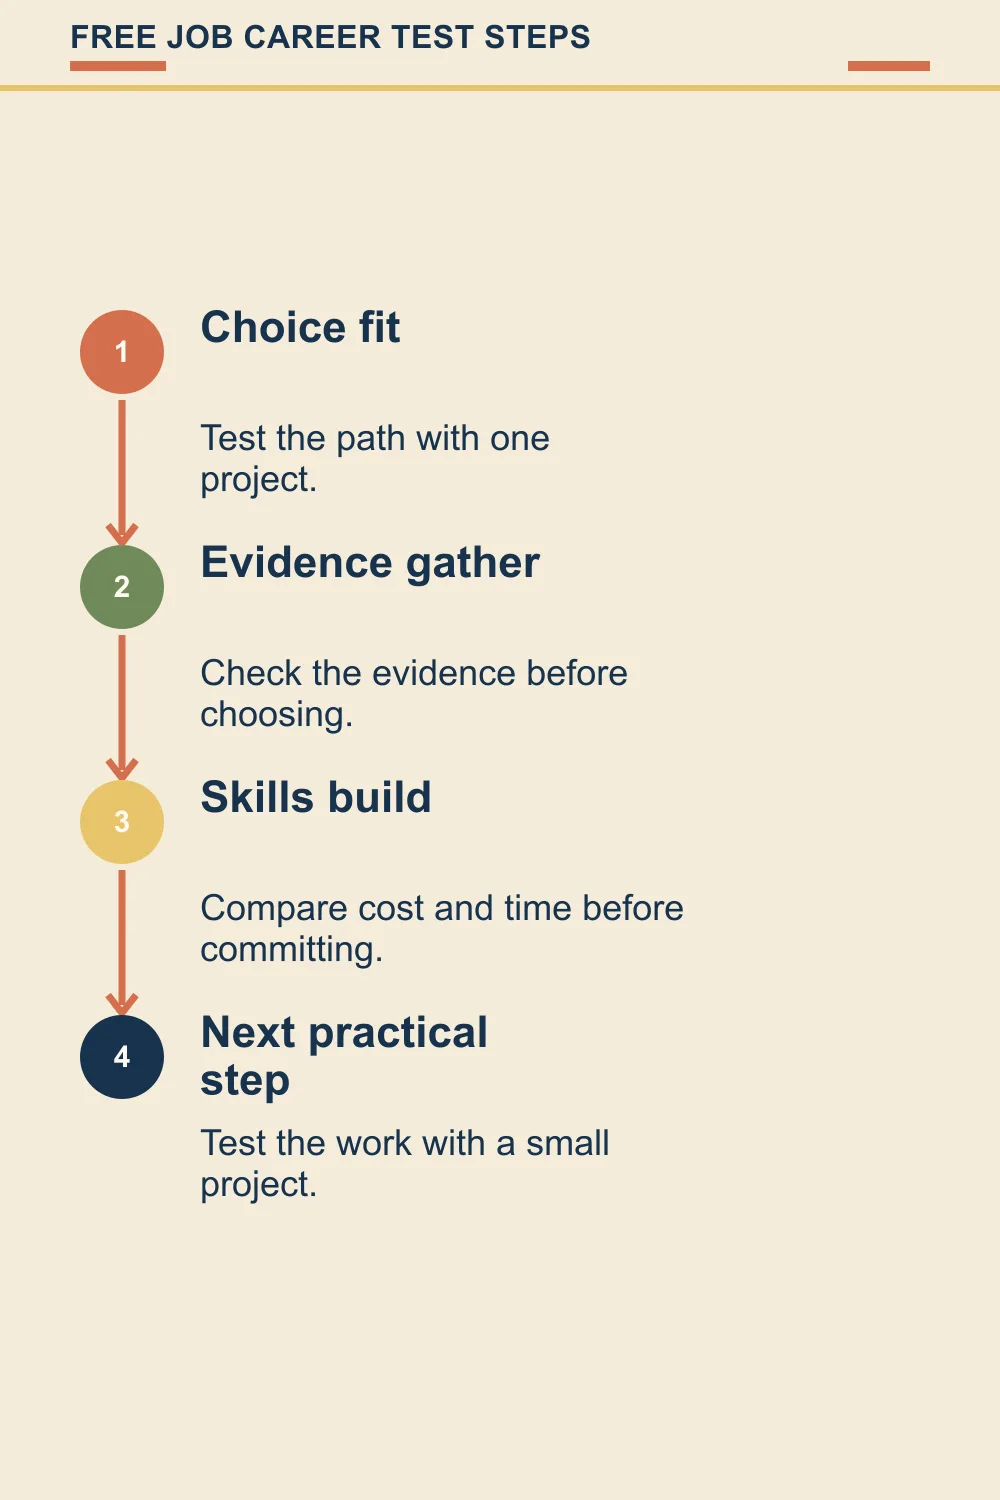 FREE JOB CAREER TEST STEPS
1
Choice fit
Test the path with one
project.
2
Evidence gather
Check the evidence before
choosing.
3
Skills build
Compare cost and time before
committing.
4
Next practical
step
Test the work with a small
project.